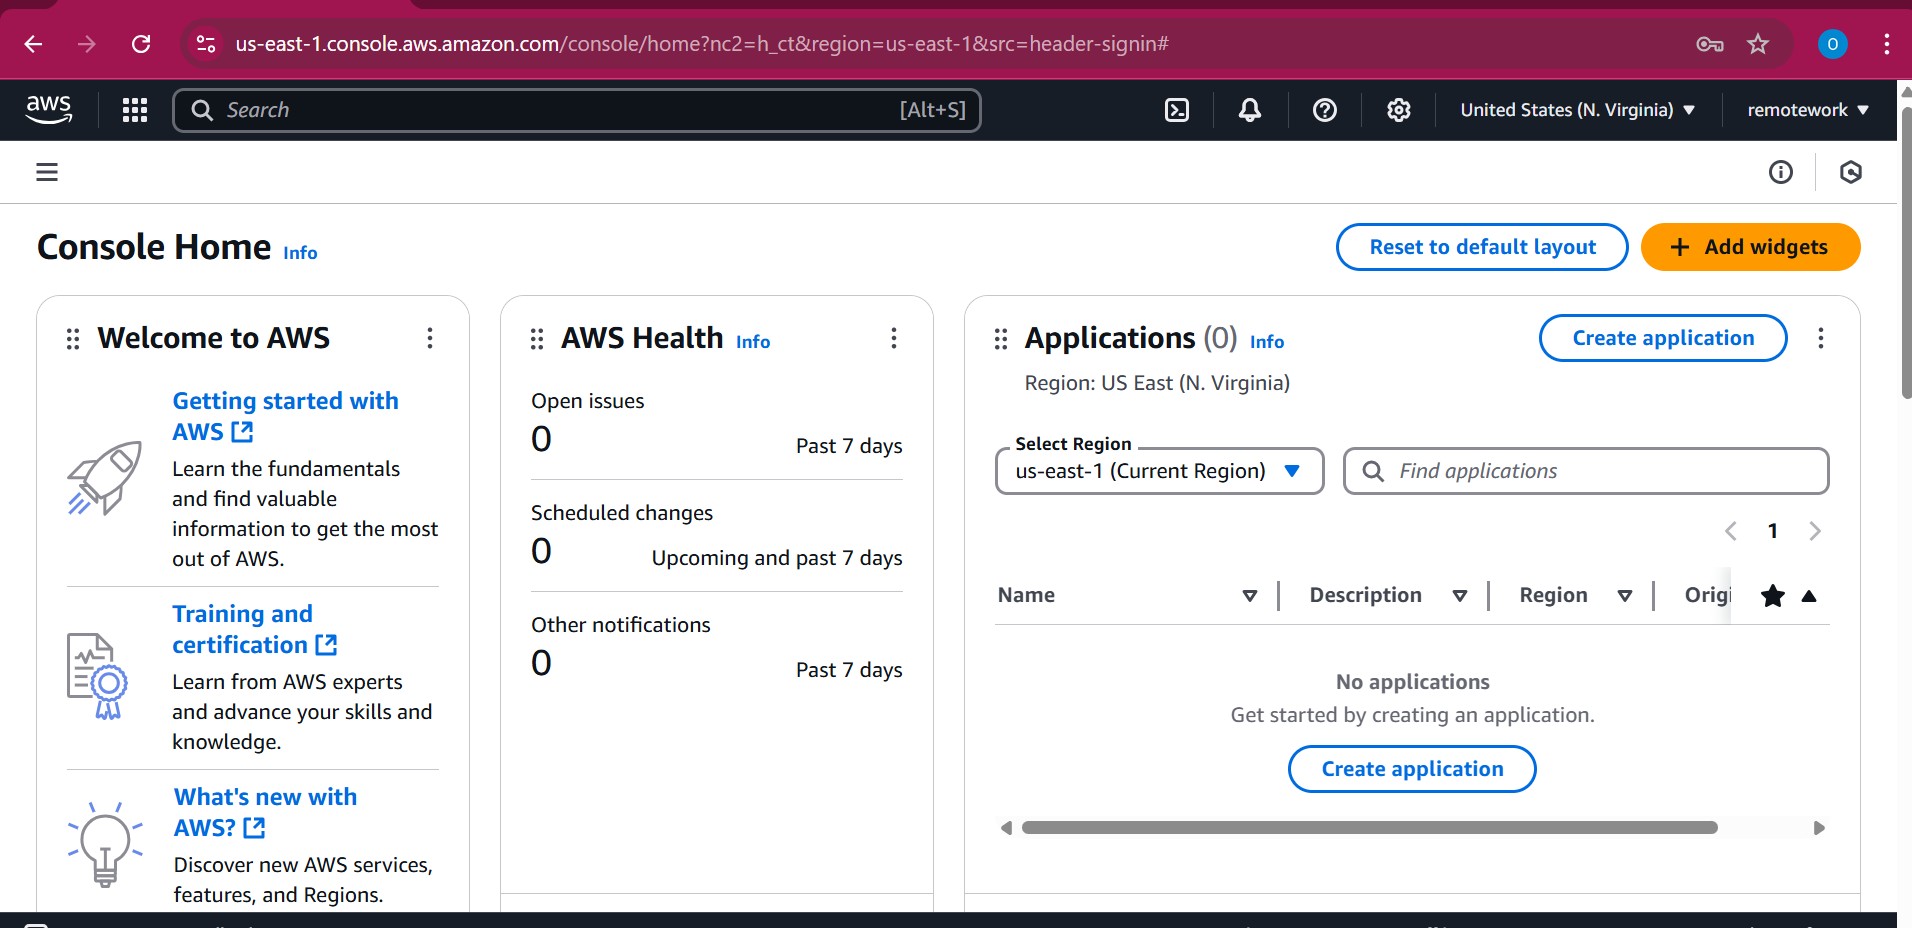 us-east-1.console.aws.amazon.com/console/home?nc2=h_ct&region=us-east-1&src=header-signin#
O
aws
Search
[Alt+S]
United States (N. Virginia)
remotework
Console Home Info
Reset to default layout
+ Add widgets
Welcome to AWS
Getting started with
AWS
Learn the fundamentals
and find valuable
information to get the most
out of AWS.
Training and
certification
Learn from AWS experts
and advance your skills and
knowledge.
What's new with
AWS?
Discover new AWS services,
features, and Regions.
AWS Health Info
Open issues
0
Past 7 days
Scheduled changes
0
Upcoming and past 7 days
Other notifications
0
Past 7 days
Applications (0) Info
Create application
Region: US East (N. Virginia)
Select Region
us-east-1 (Current Region)
Find applications
1
Name
Description
Region
Origi
No applications
Get started by creating an application.
Create application